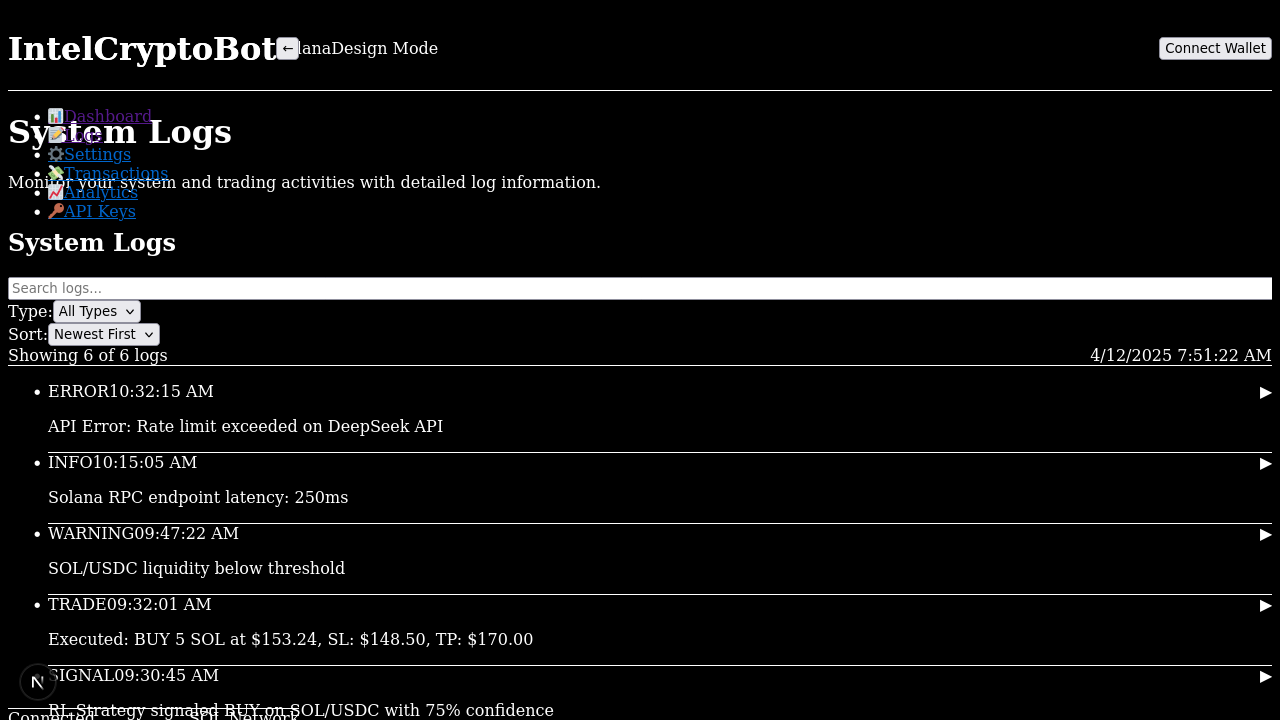 IntelCryptoBot ← lanaDesign Mode Connect Wallet
Dashboard
System Logs
Logs
Settings
Transactions
Monitor your system and trading activities with detailed log information.
Analytics
API Keys
System Logs
Search logs...
Type: All Types
Sort: Newest First
Showing 6 of 6 logs 4/12/2025 7:51:22 AM
ERROR10:32:15 AM ▶
API Error: Rate limit exceeded on DeepSeek API
INFO10:15:05 AM ▶
Solana RPC endpoint latency: 250ms
WARNING09:47:22 AM ▶
SOL/USDC liquidity below threshold
TRADE09:32:01 AM ▶
Executed: BUY 5 SOL at $153.24, SL: $148.50, TP: $170.00
SIGNAL09:30:45 AM ▶
RL Strategy signaled BUY on SOL/USDC with 75% confidence
Connected SOL Network